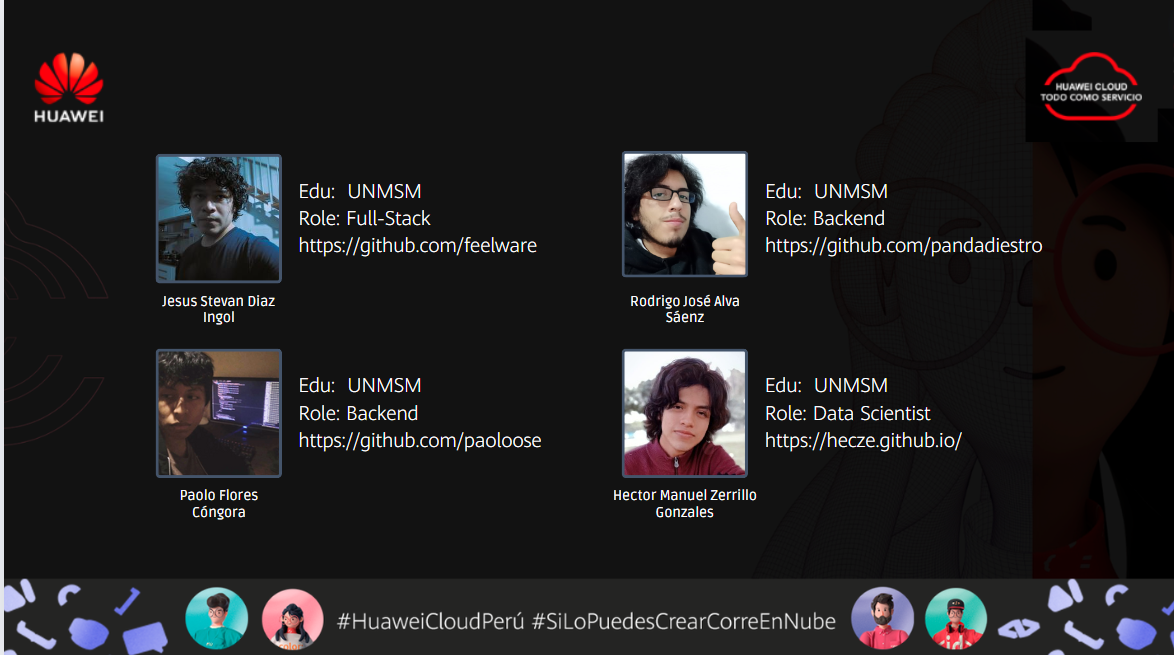 HUAWEI
HUAWEI CLOUD
TODO COMO SERVICIO
Edu: UNMSM
Role: Full-Stack
https://github.com/feelware
Jesus Stevan Diaz
Ingol
Edu: UNMSM
Role: Backend
https://github.com/pandadiestro
Rodrigo José Alva
Sáenz
Edu: UNMSM
Role: Backend
https://github.com/paoloose
Paolo Flores
Cóngora
Edu: UNMSM
Role: Data Scientist
https://hecze.github.io/
Hector Manuel Zerrillo
Gonzales
#HuaweiCloudPerú #SiLoPuedesCrearCorreEnNube